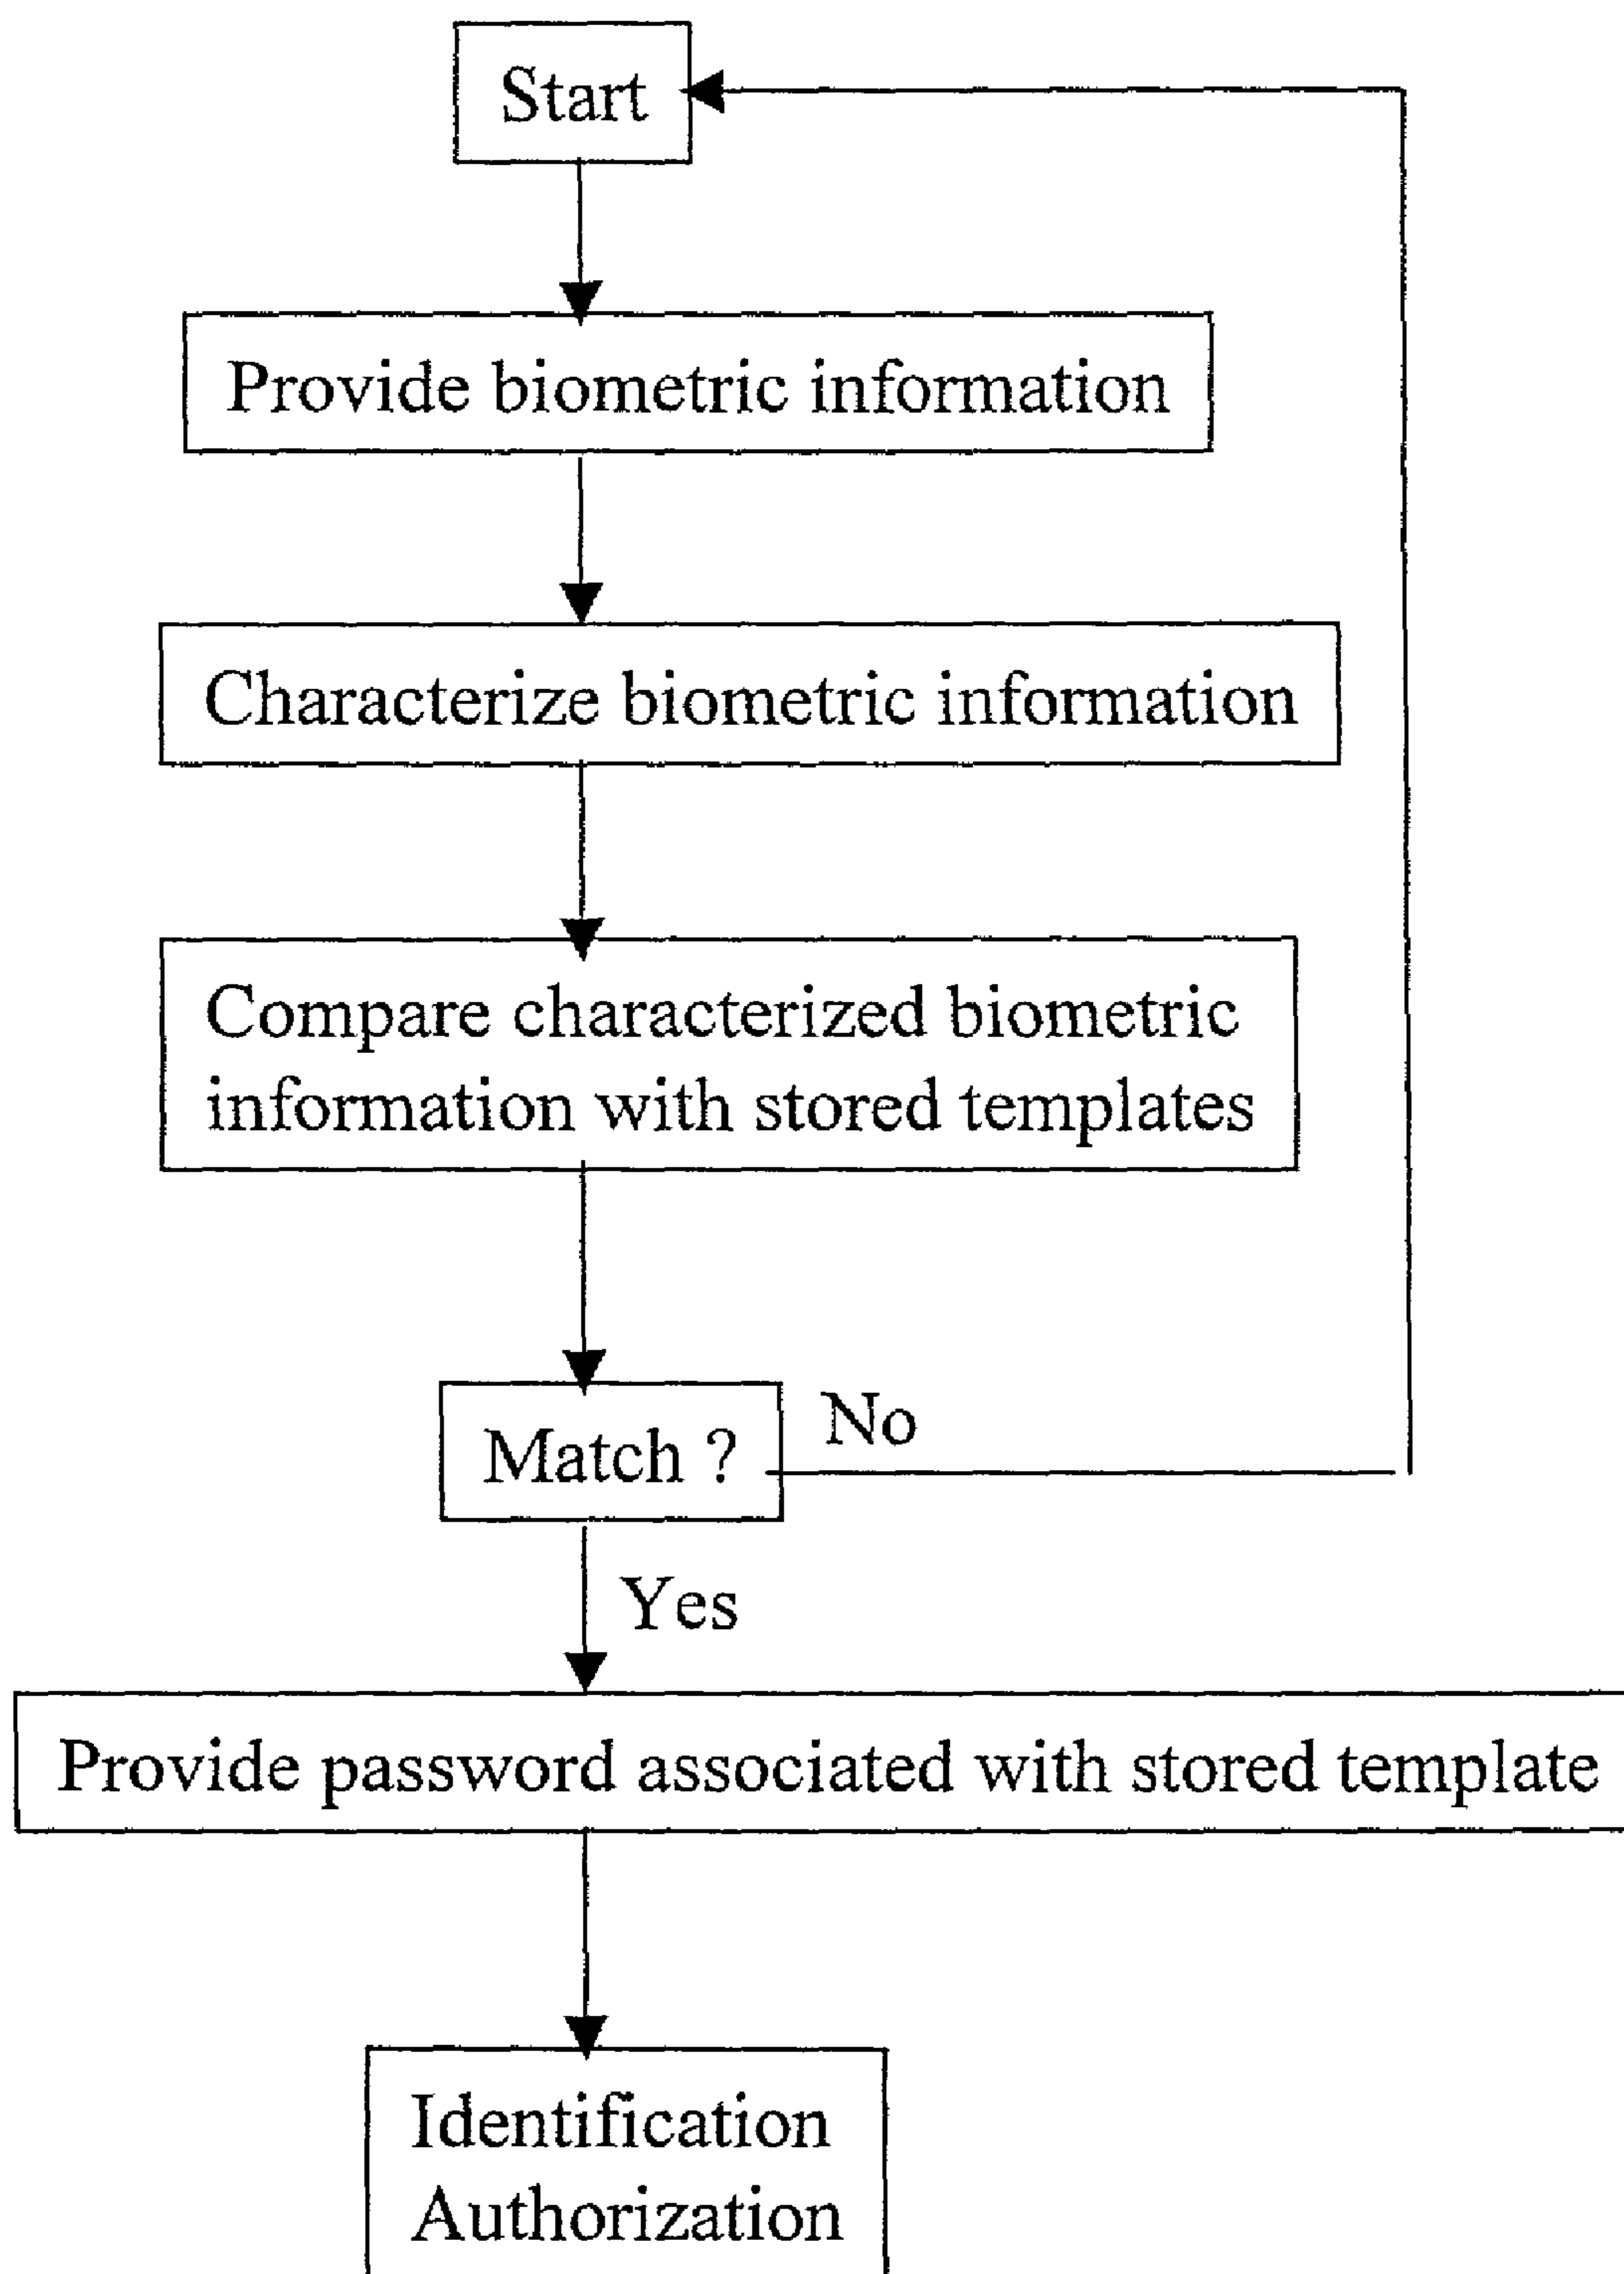 Start
Provide biometric information
Characterize biometric information
Compare characterized biometric
information with stored templates
Match ?
No
Yes
Provide password associated with stored template
Identification
Authorization